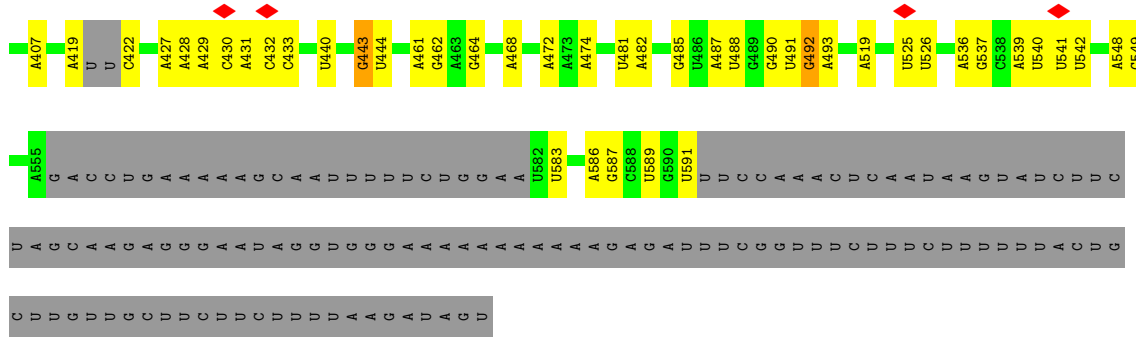 A407 A419 U U C422 A427 A428 A429 C430 A431 C432 C433 U440 G443 U444 A461 G462 A463 G464 A468 A472 A473 A474 U481 A482 G485 U486 A487 U488 G489 G490 U491 G492 A493 A519 U525 U526 A536 G537 C538 A539 U540 U541 U542 A548
A555 G A C C U G A A A A A G C A A U U U U U C U G G A A U582 U583 A586 G587 C588 U589 G590 U591 U U C C A A A C U C A A U A A G U A U C U U C
U A G C A A G A G G G A A U A G G U G G G A A A A A A A A A G A G A U U U C G G U U U C U U U C U U U U U U A C U G
C U U G U U G C U U C U U C U U U U A A G A U A G U